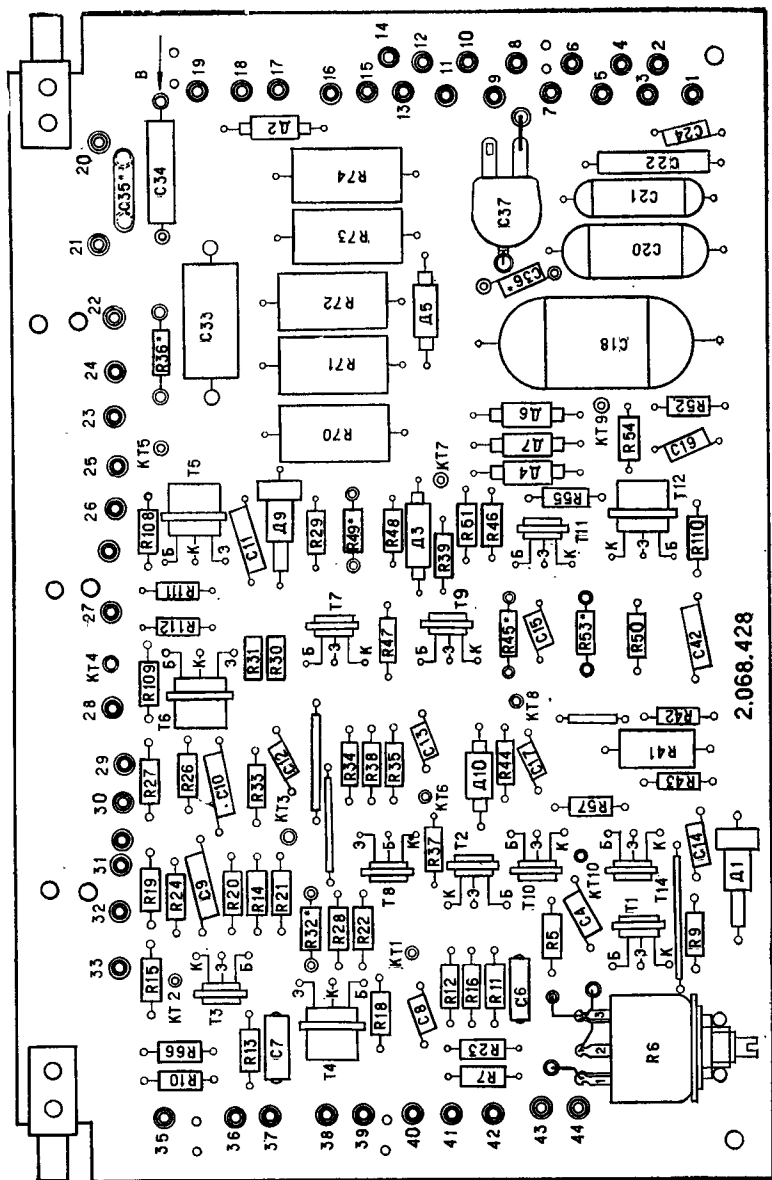 14
12
10
8
6
4
2
В
19
18
17
16
15
13
11
9
7
5
3
1
20
С35*
С34
Д2
R74
С37
С24
С22
С21
21
R73
С36*
С20
22
R36*
С33
R72
Д5
С18
24
R71
23
КТ5
R70
Д6
Д7
Д4
КТ9
R54
R52
С19
25
26
R108
Т5
Б
К
Э
С11
Д9
R29
R49*
R48
Д3
R39
КТ7
R51
R46
R55
Т11
Б
Э
К
Т12
К
Э
Б
R110
R111
27
R112
КТ4
R109
28
Т6
Б
К
Э
R31
R30
Т7
Б
Э
К
R47
Т9
Б
Э
К
R45*
С15
R53*
R50
С42
2.068.428
КТ8
29
30
R27
R26
С10
R33
С12
КТ3
R34
R38
R35
С13
КТ6
Д10
R44
С17
R42
R41
R43
R57
31
32
R19
R24
С9
R20
R14
R21
R32*
R28
R22
Э
Б
К
Т8
R37
Т2
К
Э
Б
Б
Э
К
Т10
КТ10
Б
Э
К
Т14
С14
Д1
33
R15
КТ2
К
Э
Б
Т3
КТ1
Э
К
Б
Т4
R18
С8
R12
R16
R11
С6
R5
С4
Т1
Б
Э
К
R9
R66
R10
R13
С7
R23
R7
3
2
1
R6
35
36
37
38
39
40
41
42
43
44